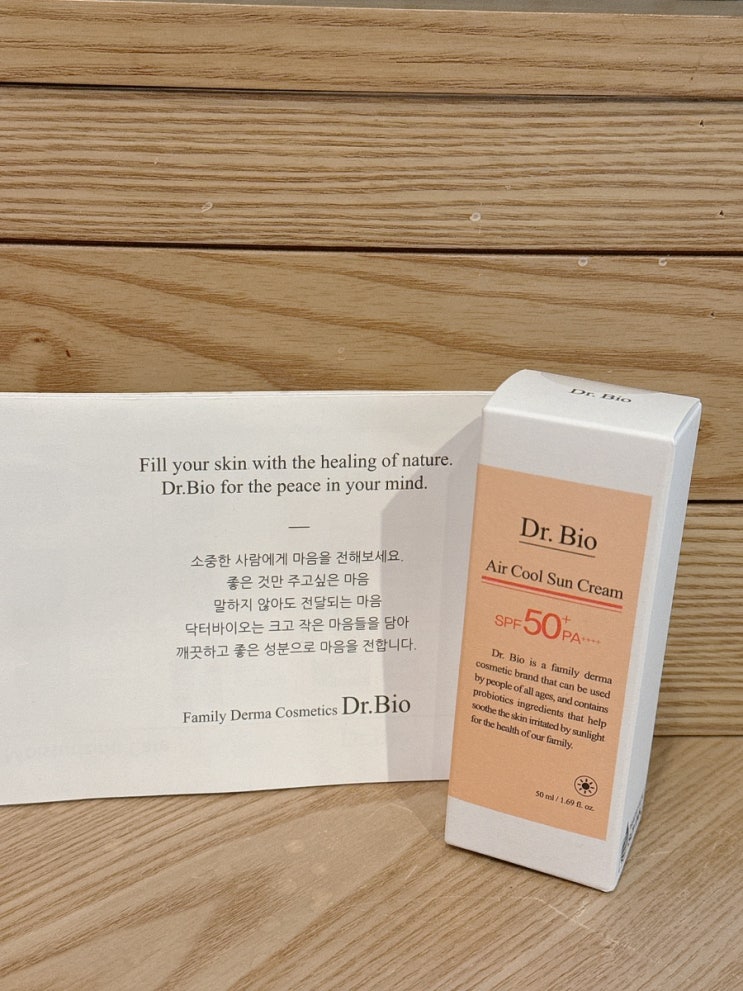 Fill your skin with the healing of nature.
Dr.Bio for the peace in your mind.
소중한 사람에게 마음을 전해보세요.
좋은 것만 주고싶은 마음
말하지 않아도 전달되는 마음
닥터바이오는 크고 작은 마음들을 담아
깨끗하고 좋은 성분으로 마음을 전합니다.
Family Derma Cosmetics Dr.Bio
Dr. Bio
Dr. Bio
Air Cool Sun Cream
SPF50+ PA++++
Dr. Bio is a family derma
cosmetic brand that can be used
by people of all ages, and contains
probiotics ingredients that help
soothe the skin irritated by sunlight
for the health of our family.
50 ml / 1.69 fl. oz.